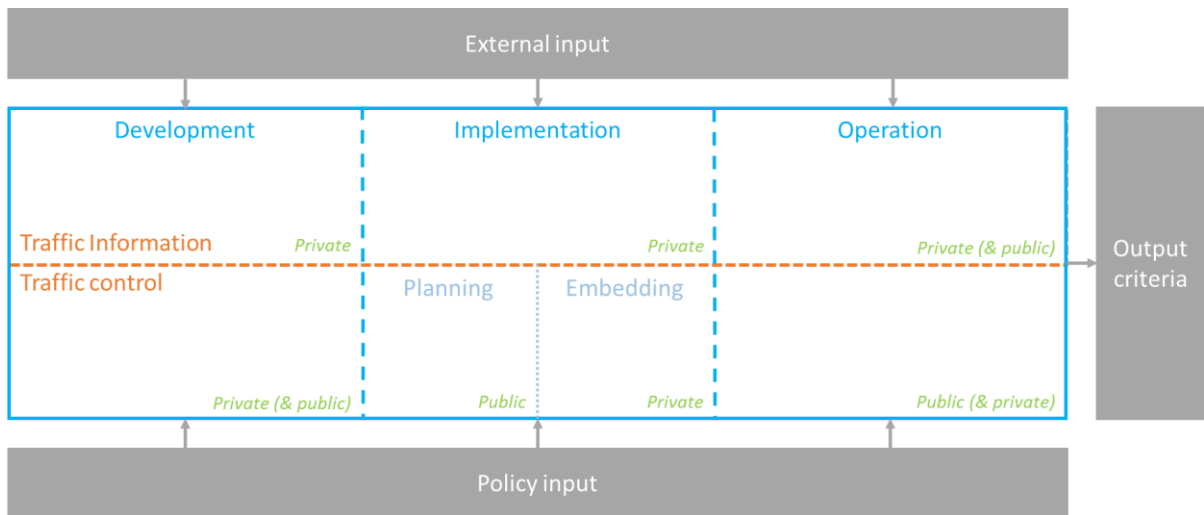 External input
Development
Implementation
Operation
Traffic Information
Private
Private
Private (& public)
Traffic control
Planning
Embedding
Output
criteria
Private (& public)
Public
Private
Public (& private)
Policy input